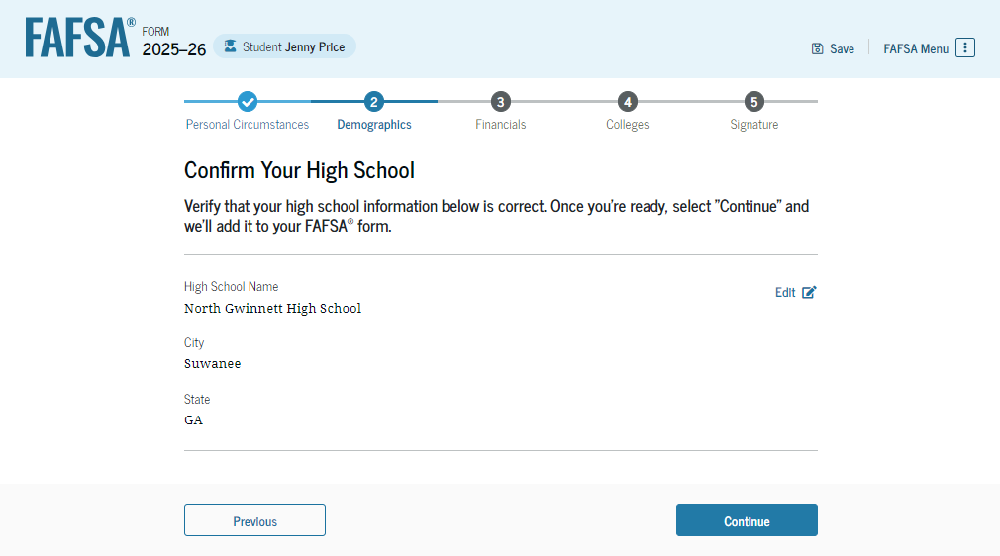 FAFSA® FORM 2025–26 Student Jenny Price Save FAFSA Menu
2 3 4 5
Personal Circumstances Demographics Financials Colleges Signature
Confirm Your High School
Verify that your high school information below is correct. Once you're ready, select "Continue" and
we'll add it to your FAFSA® form.
High School Name
Edit
North Gwinnett High School
City
Suwanee
State
GA
Previous Continue